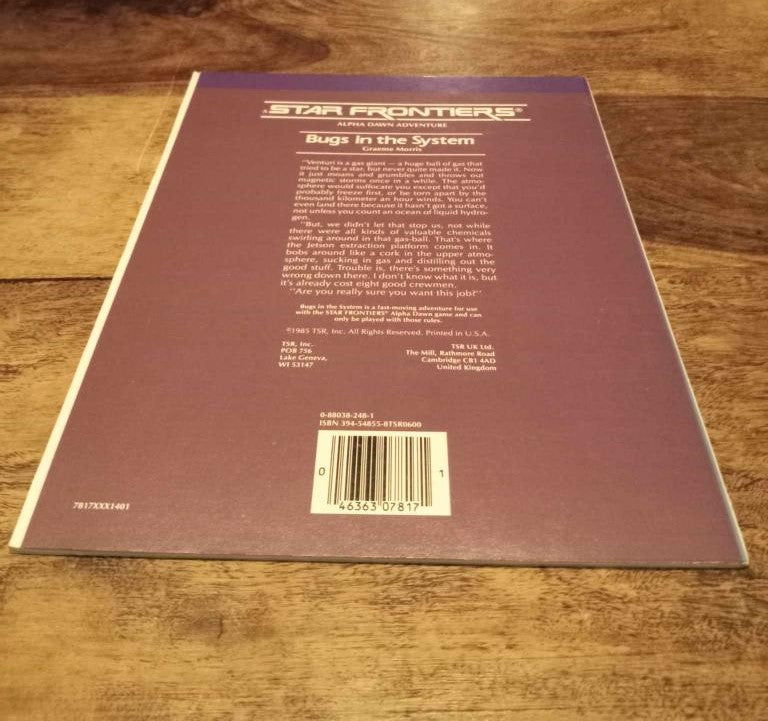 A STAR FRONTIERS®
ALPHA DAWN ADVENTURE
Bugs In the System
Graeme Morris
"Venturi is a gas giant — a huge ball of gas that
tried to be a star, but never quite made it. Now
it just moans and grumbles and throws out
magnetic storms once in a while. The atmo-
sphere would suffocate you except that you'd
probably freeze first, or be torn apart by the
thousand kilometer an hour winds. You can't
even land there because it hasn't got a surface,
not unless you count an ocean of liquid hydro-
gen.
"But, we didn't let that stop us, not while
there were all kinds of valuable chemicals
swirling around in that gas-ball. That's where
the Jetson extraction platform comes in. It
bobs around like a cork in the upper atmo-
sphere, sucking in gas and distilling out the
good stuff. Trouble is, there's something very
wrong down there. I don't know what it is, but
it's already cost eight good crewmen.
"Are you really sure you want this job?"
Bugs in the System is a fast-moving adventure for use
with the STAR FRONTIERS® Alpha Dawn game and can
only be played with those rules.
©1985 TSR, Inc. All Rights Reserved. Printed in U.S.A.
TSR, Inc.
POB 756
Lake Geneva,
WI 53147
TSR UK Ltd.
The Mill, Rathmore Road
Cambridge CB1 4AD
United Kingdom
0-88038-248-1
ISBN 394-54855-8TSR0600
0 46363 07817 1
7817XXX1401